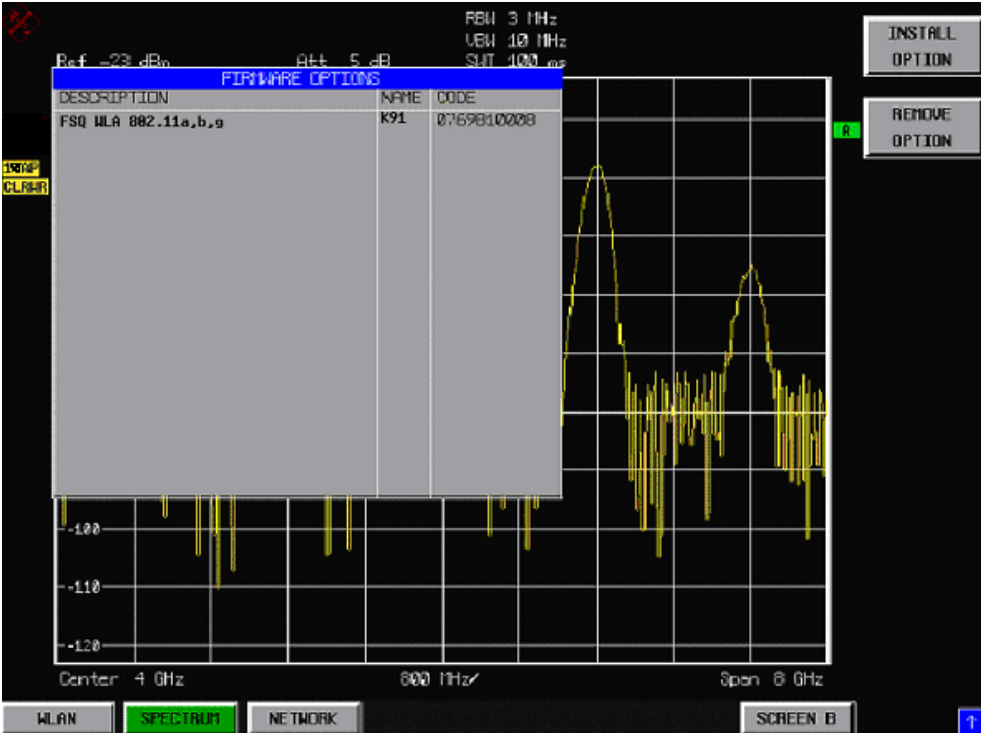 RBW 3 MHz
VBW 10 MHz
Ref -23 dBm Att 5 dB SWT 100 ms
FIRMWARE OPTIONS
DESCRIPTION NAME CODE
FSQ WLA 802.11a,b,g K91 0769810008
INSTALL
OPTION
REMOVE
OPTION
A
1 AP
CLRWR
-100
-110
-120
Center 4 GHz 800 MHz/ Span 8 GHz
WLAN SPECTRUM NETWORK SCREEN B ↑